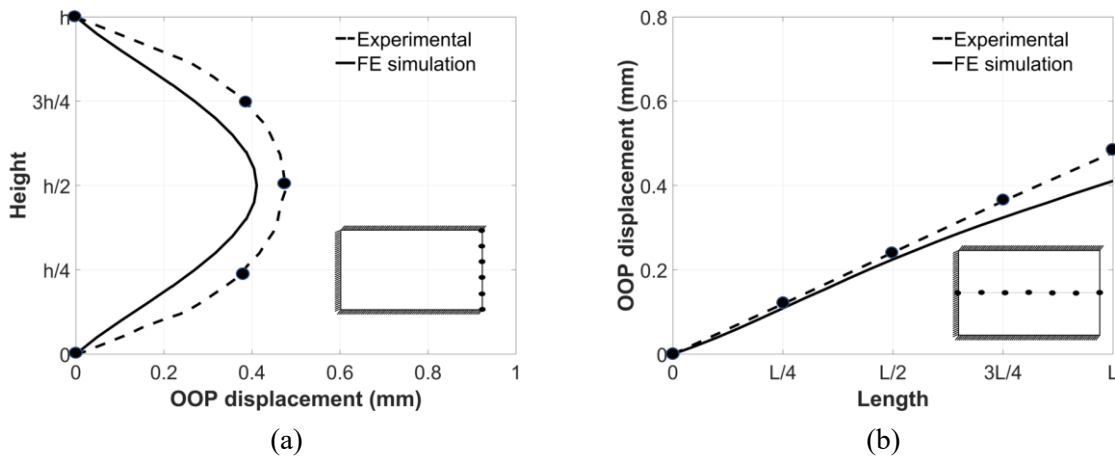 h
3h/4
h/2
h/4
0
Height
Experimental
FE simulation
0
0.2
0.4
0.6
0.8
1
OOP displacement (mm)
(a)
0.8
0.6
0.4
0.2
0
OOP displacement (mm)
Experimental
FE simulation
0
L/4
L/2
3L/4
L
Length
(b)